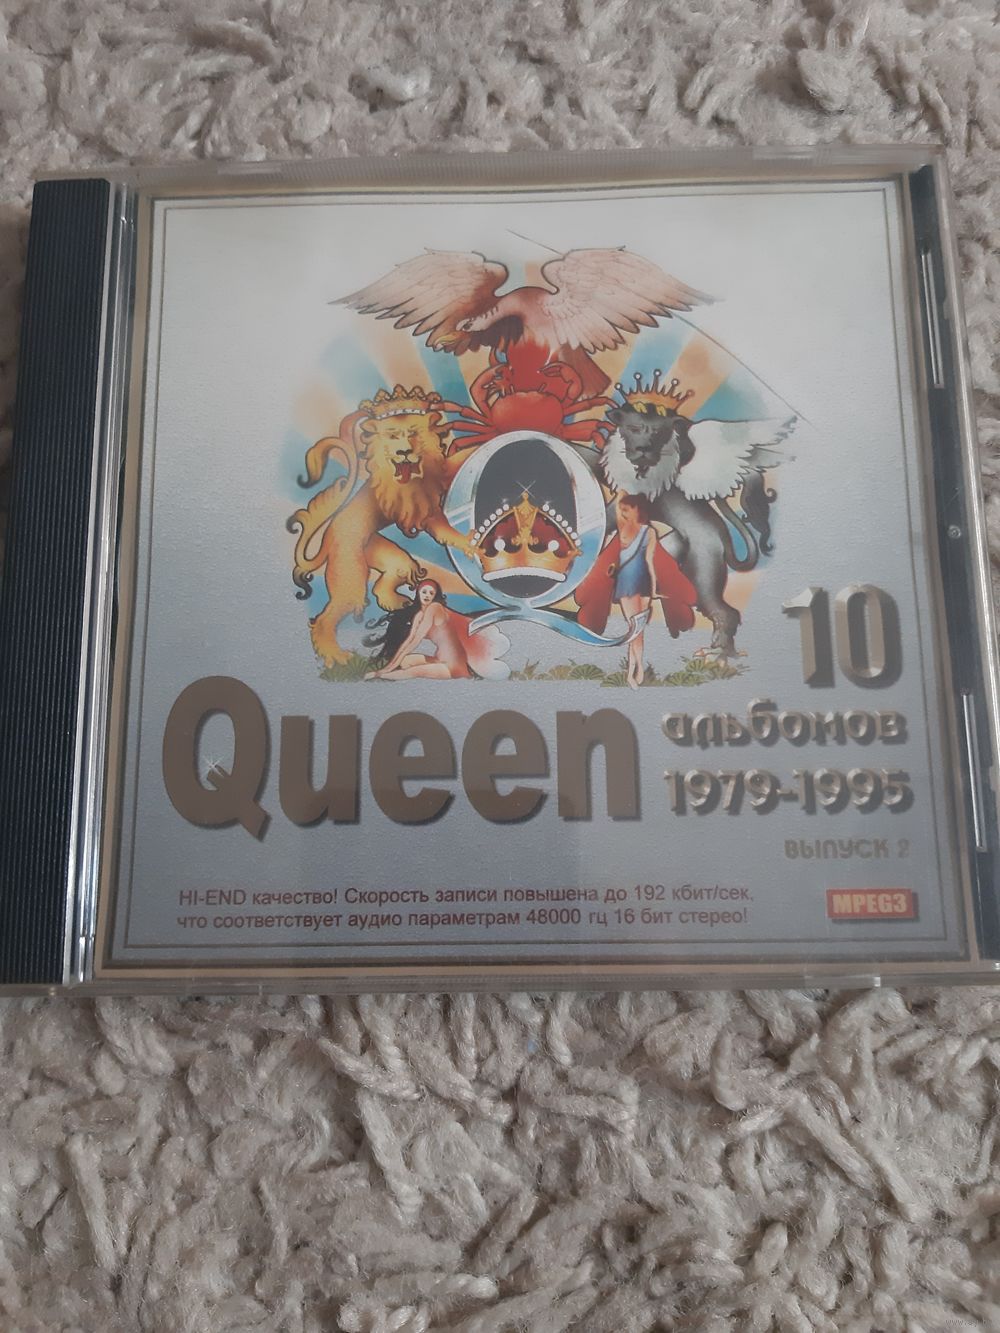 10
Queen
альбомов
1979-1995
ВЫПУСК 2
HI-END качество! Скорость записи повышена до 192 кбит/сек,
что соответствует аудио параметрам 48000 гц 16 бит стерео!
MPEG3